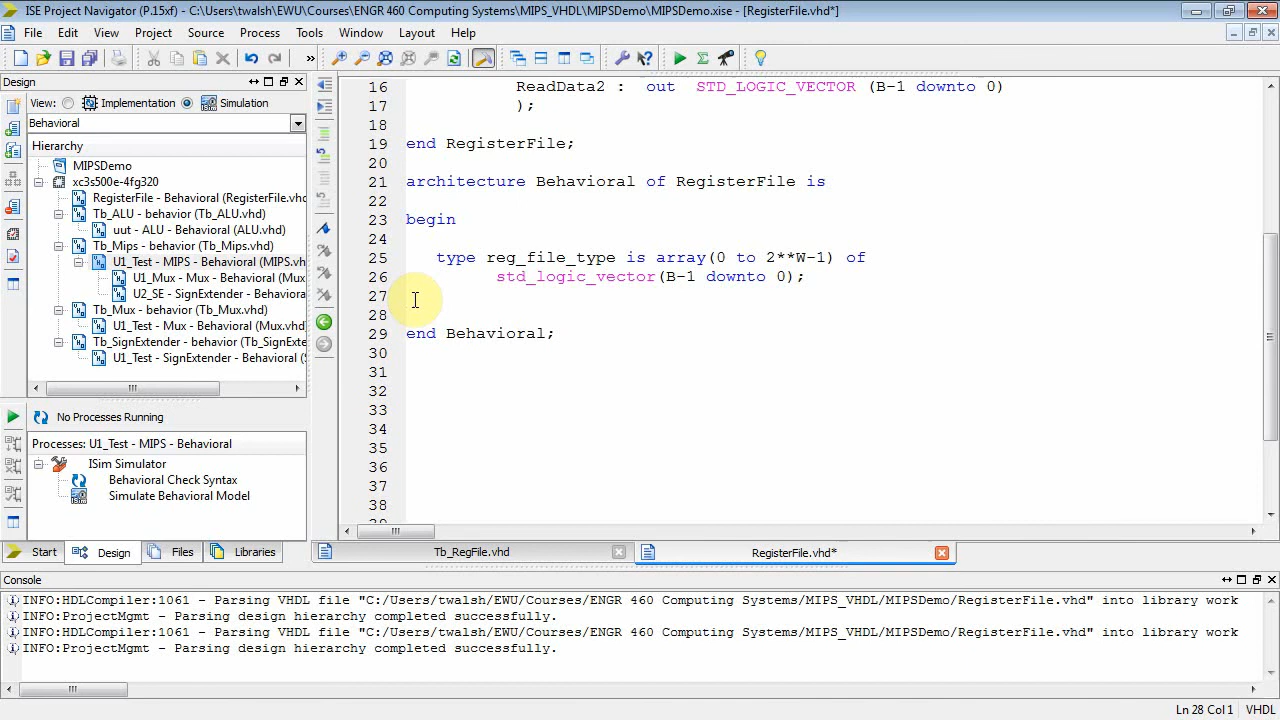 ISE Project Navigator (P.15xf) - C:\Users\twalsh\EWU\Courses\ENGR 460 Computing Systems\MIPS_VHDL\MIPSDemo\MIPSDemo.xise - [RegisterFile.vhd*]
File Edit View Project Source Process Tools Window Layout Help
»
Design
View: Implementation Simulation
Behavioral
Hierarchy
MIPSDemo
xc3s500e-4fg320
RegisterFile - Behavioral (RegisterFile.vhd
Tb_ALU - behavior (Tb_ALU.vhd)
uut - ALU - Behavioral (ALU.vhd)
Tb_Mips - behavior (Tb_Mips.vhd)
U1_Test - MIPS - Behavioral (MIPS.vh
U1_Mux - Mux - Behavioral (Mux
U2_SE - SignExtender - Behavioral
Tb_Mux - behavior (Tb_Mux.vhd)
U1_Test - Mux - Behavioral (Mux.vhd)
Tb_SignExtender - behavior (Tb_SignExten
U1_Test - SignExtender - Behavioral (
No Processes Running
Processes: U1_Test - MIPS - Behavioral
ISim Simulator
Behavioral Check Syntax
Simulate Behavioral Model
Start Design Files Libraries
16 ReadData2 : out STD_LOGIC_VECTOR (B-1 downto 0)
17 );
18
19 end RegisterFile;
20
21 architecture Behavioral of RegisterFile is
22
23 begin
24
25 type reg_file_type is array(0 to 2**W-1) of
26 std_logic_vector(B-1 downto 0);
27
28
29 end Behavioral;
30
31
32
33
34
35
36
37
38
Tb_RegFile.vhd RegisterFile.vhd*
Console
INFO:HDLCompiler:1061 - Parsing VHDL file "C:/Users/twalsh/EWU/Courses/ENGR 460 Computing Systems/MIPS_VHDL/MIPSDemo/RegisterFile.vhd" into library work
INFO:ProjectMgmt - Parsing design hierarchy completed successfully.
INFO:HDLCompiler:1061 - Parsing VHDL file "C:/Users/twalsh/EWU/Courses/ENGR 460 Computing Systems/MIPS_VHDL/MIPSDemo/RegisterFile.vhd" into library work
INFO:ProjectMgmt - Parsing design hierarchy completed successfully.
Ln 28 Col 1 VHDL